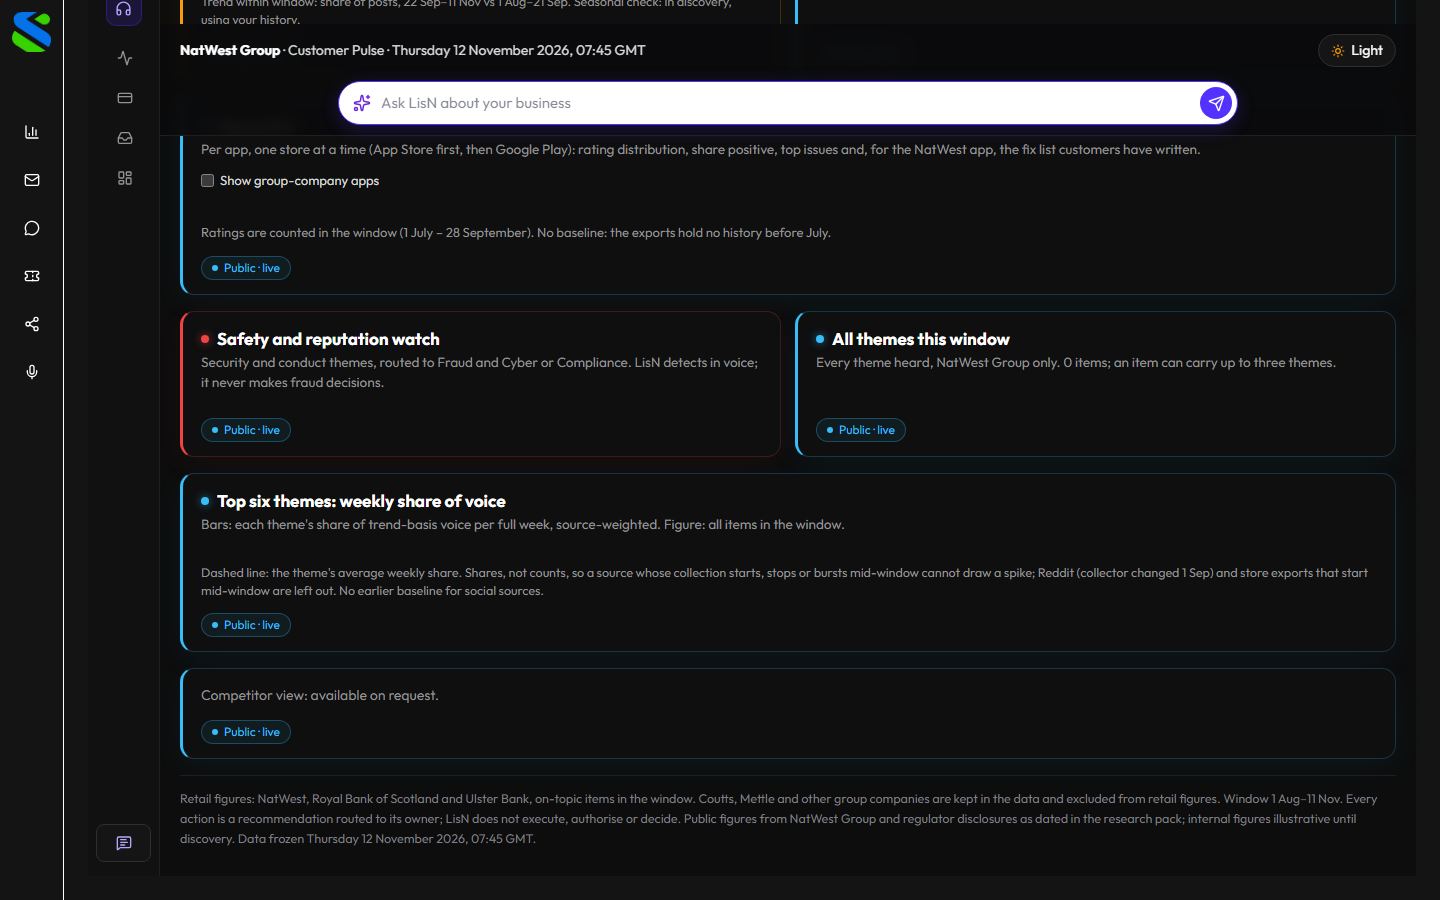 Trend within window: share of posts, 22 Sep–11 Nov vs 1 Aug–21 Sep. Seasonal check: in discovery,
using your history.
NatWest Group · Customer Pulse · Thursday 12 November 2026, 07:45 GMT
Light
Ask LisN about your business
Per app, one store at a time (App Store first, then Google Play): rating distribution, share positive, top issues and, for the NatWest app, the fix list customers have written.
Show group-company apps
Ratings are counted in the window (1 July – 28 September). No baseline: the exports hold no history before July.
Public · live
Safety and reputation watch
Security and conduct themes, routed to Fraud and Cyber or Compliance. LisN detects in voice;
it never makes fraud decisions.
Public · live
All themes this window
Every theme heard, NatWest Group only. 0 items; an item can carry up to three themes.
Public · live
Top six themes: weekly share of voice
Bars: each theme's share of trend-basis voice per full week, source-weighted. Figure: all items in the window.
Dashed line: the theme's average weekly share. Shares, not counts, so a source whose collection starts, stops or bursts mid-window cannot draw a spike; Reddit (collector changed 1 Sep) and store exports that start
mid-window are left out. No earlier baseline for social sources.
Public · live
Competitor view: available on request.
Public · live
Retail figures: NatWest, Royal Bank of Scotland and Ulster Bank, on-topic items in the window. Coutts, Mettle and other group companies are kept in the data and excluded from retail figures. Window 1 Aug–11 Nov. Every
action is a recommendation routed to its owner; LisN does not execute, authorise or decide. Public figures from NatWest Group and regulator disclosures as dated in the research pack; internal figures illustrative until
discovery. Data frozen Thursday 12 November 2026, 07:45 GMT.